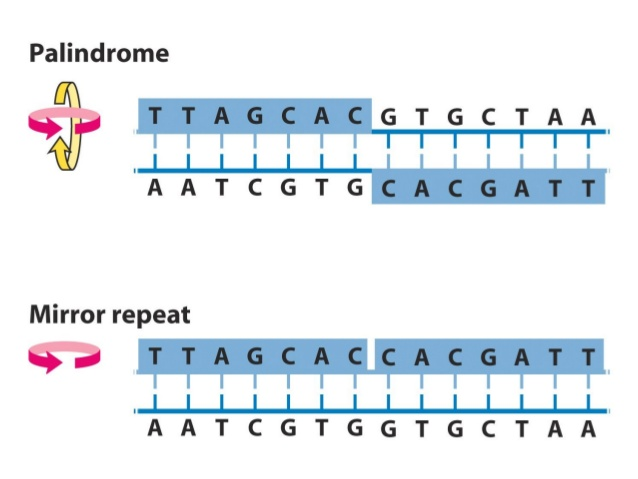 Palindrome
T T A G C A C G T G C T A A
A A T C G T G C A C G A T T
Mirror repeat
T T A G C A C C A C G A T T
A A T C G T G G T G C T A A